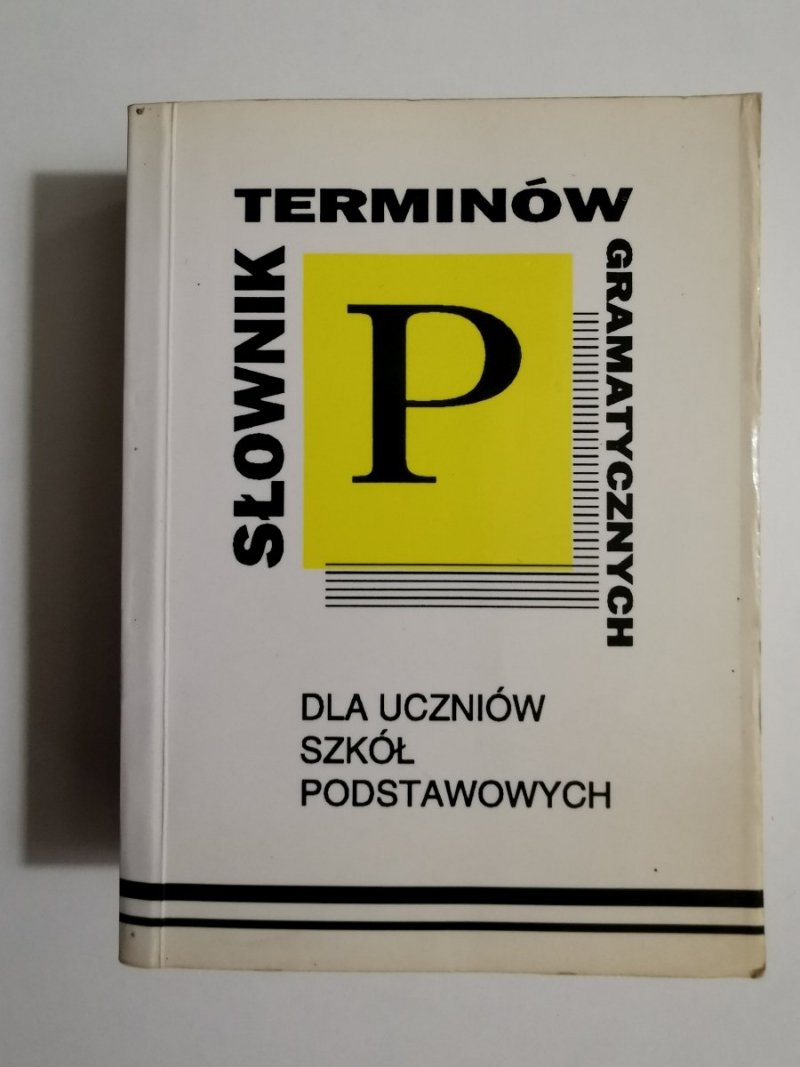 SŁOWNIK
TERMINÓW
GRAMATYCZNYCH
P
DLA UCZNIÓW
SZKÓŁ
PODSTAWOWYCH